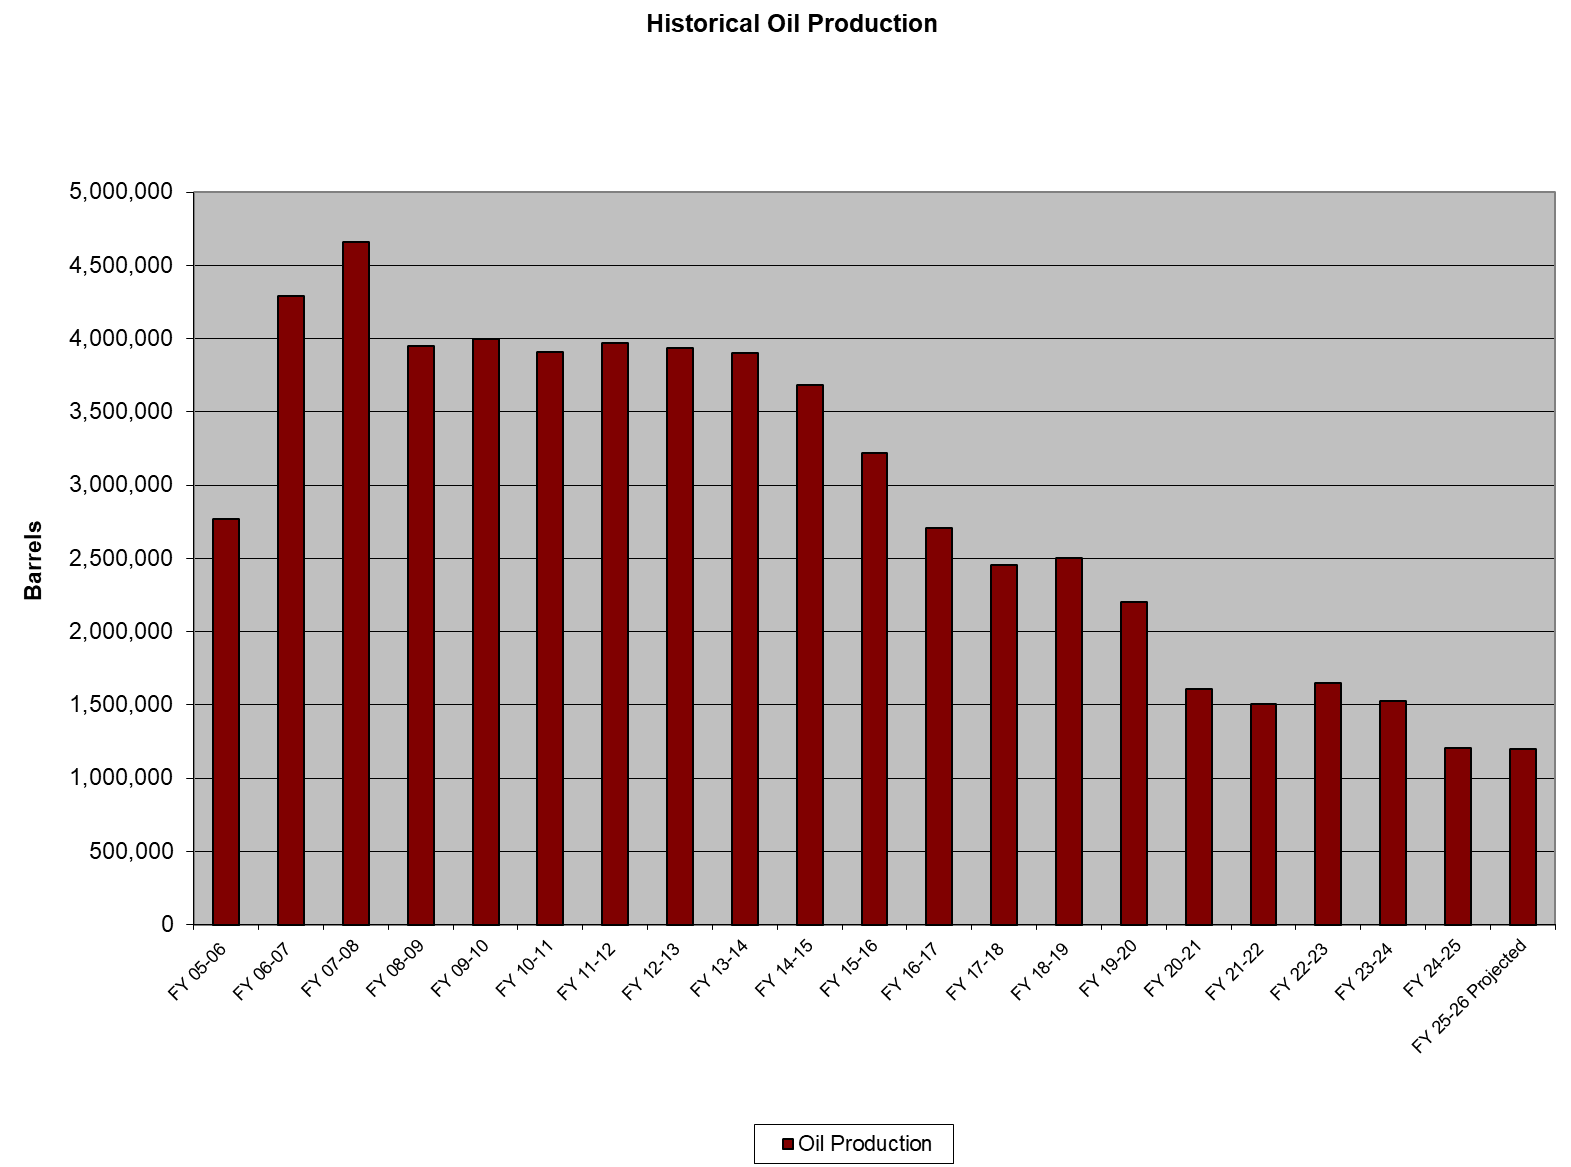 Historical Oil Production
5,000,000
4,500,000
4,000,000
3,500,000
3,000,000
2,500,000
2,000,000
1,500,000
1,000,000
500,000
0
Barrels
FY 05-06
FY 06-07
FY 07-08
FY 08-09
FY 09-10
FY 10-11
FY 11-12
FY 12-13
FY 13-14
FY 14-15
FY 15-16
FY 16-17
FY 17-18
FY 18-19
FY 19-20
FY 20-21
FY 21-22
FY 22-23
FY 23-24
FY 24-25
FY 25-26 Projected
Oil Production